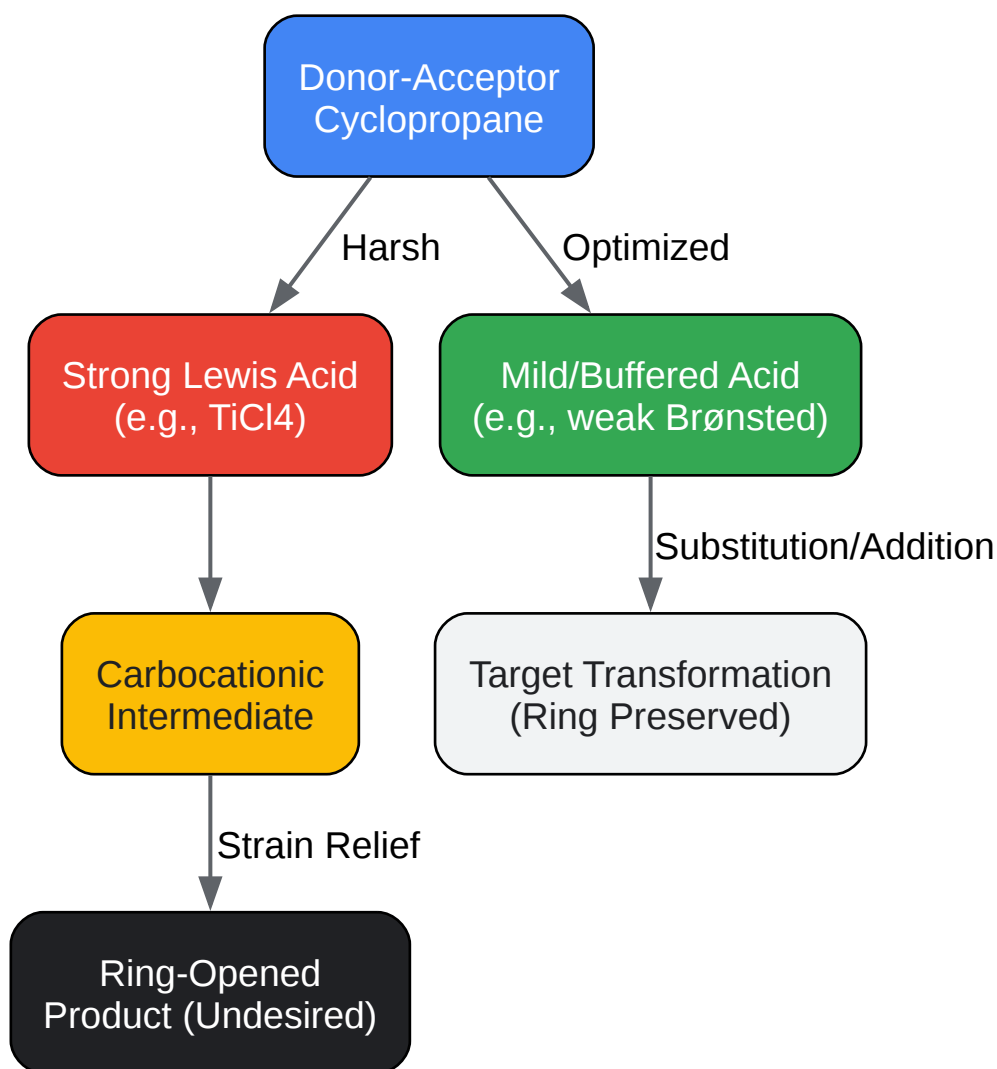 Donor-Acceptor
Cyclopropane
Harsh
Optimized
Strong Lewis Acid
(e.g., TiCl4)
Mild/Buffered Acid
(e.g., weak Brønsted)
Substitution/Addition
Carbocationic
Intermediate
Target Transformation
(Ring Preserved)
Strain Relief
Ring-Opened
Product (Undesired)